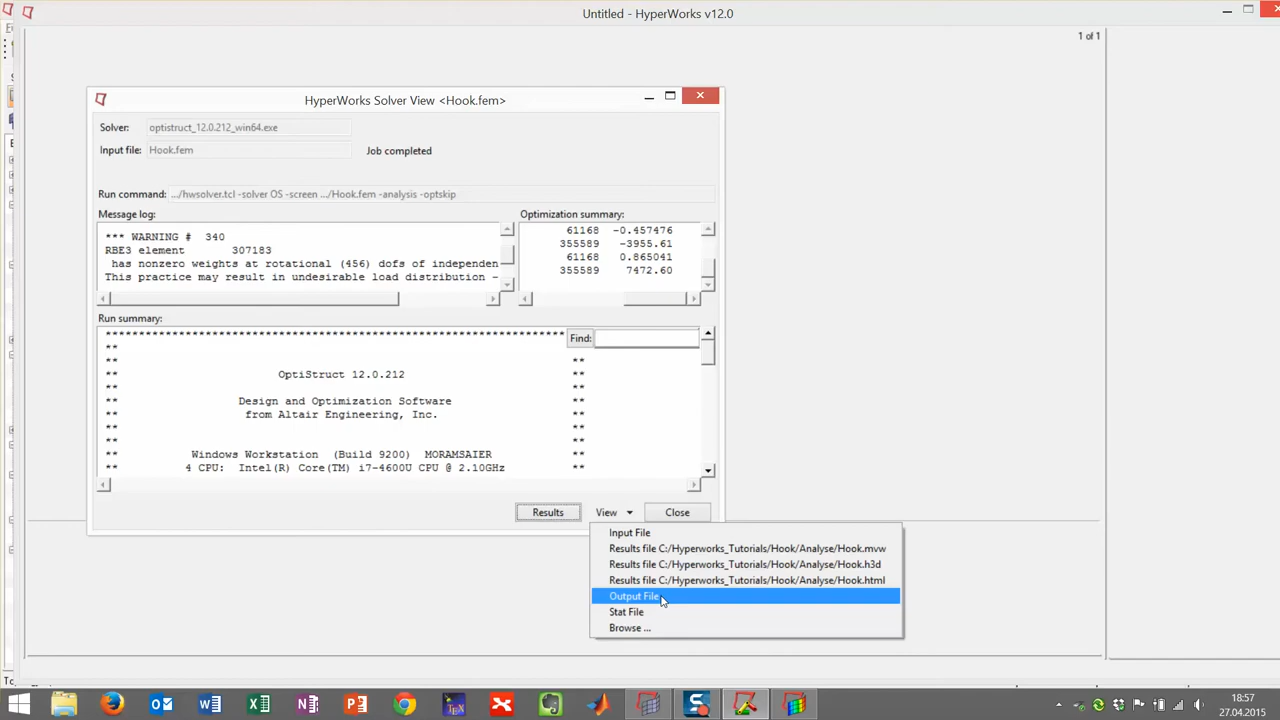 Untitled - HyperWorks v12.0
1 of 1
HyperWorks Solver View <Hook.fem>
Solver: optistruct_12.0.212_win64.exe
Input file: Hook.fem
Job completed
Run command: .../hwsolver.tcl -solver OS -screen .../Hook.fem -analysis -optskip
Message log:
*** WARNING # 340
RBE3 element 307183
has nonzero weights at rotational (456) dofs of independen
This practice may result in undesirable load distribution -
Optimization summary:
61168 -0.457476
355589 -3955.61
61168 0.865041
355589 7472.60
Run summary:
Find:
**********************************************************************
**
** **
** OptiStruct 12.0.212 **
** **
** Design and Optimization Software **
** from Altair Engineering, Inc. **
** **
** **
** Windows Workstation (Build 9200) MORAMSAIER **
** 4 CPU: Intel(R) Core(TM) i7-4600U CPU @ 2.10GHz **
Results
View
Close
Input File
Results file C:/Hyperworks_Tutorials/Hook/Analyse/Hook.mvw
Results file C:/Hyperworks_Tutorials/Hook/Analyse/Hook.h3d
Results file C:/Hyperworks_Tutorials/Hook/Analyse/Hook.html
Output File
Stat File
Browse ...
18:57
27.04.2015